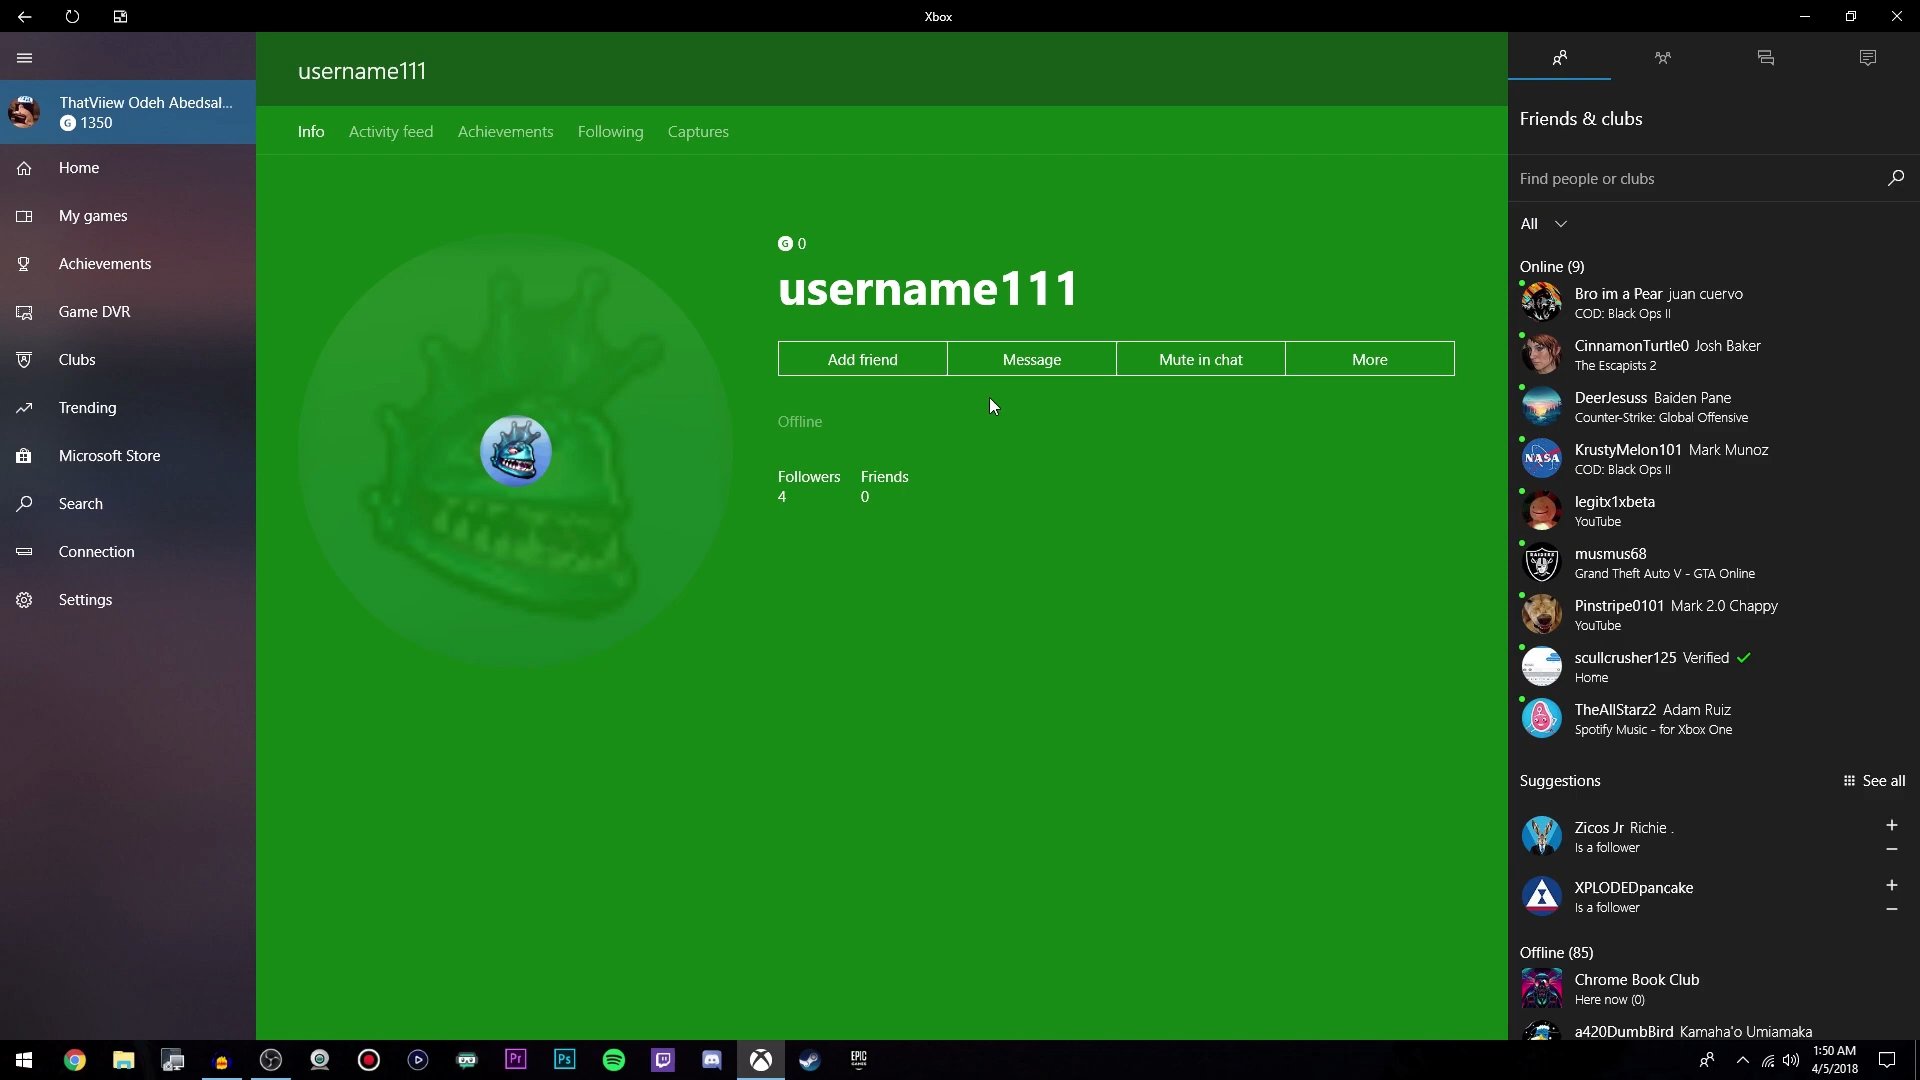 Xbox
ThatViiew Odeh Abedsal...
G 1350
Home
My games
Achievements
Game DVR
Clubs
Trending
Microsoft Store
Search
Connection
Settings
username111
Info Activity feed Achievements Following Captures
G 0
username111
Add friend Message Mute in chat More
Offline
Followers Friends
4 0
Friends & clubs
Find people or clubs
All
Online (9)
Bro im a Pear juan cuervo
COD: Black Ops II
CinnamonTurtle0 Josh Baker
The Escapists 2
DeerJesuss Baiden Pane
Counter-Strike: Global Offensive
NASA
KrustyMelon101 Mark Munoz
COD: Black Ops II
legitx1xbeta
YouTube
RAIDERS
musmus68
Grand Theft Auto V - GTA Online
Pinstripe0101 Mark 2.0 Chappy
YouTube
scullcrusher125 Verified
Home
TheAllStarz2 Adam Ruiz
Spotify Music - for Xbox One
Suggestions See all
Zicos Jr Richie .
Is a follower
XPLODEDpancake
Is a follower
Offline (85)
Chrome Book Club
Here now (0)
a420DumbBird Kamaha'o Umiamaka
Pr Ps EPIC GAMES
1:50 AM
4/5/2018